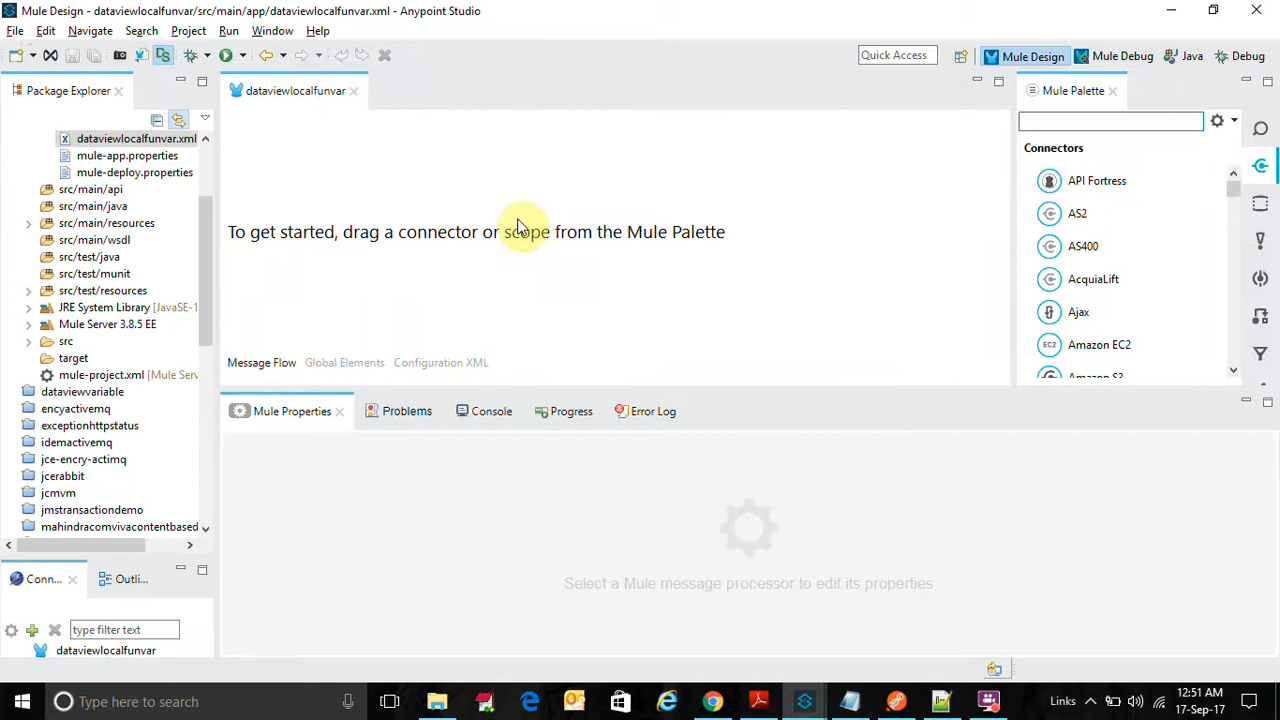 Mule Design - dataviewlocalfunvar/src/main/app/dataviewlocalfunvar.xml - Anypoint Studio
File Edit Navigate Search Project Run Window Help
Quick Access
Mule Design
Mule Debug
Java
Debug
Package Explorer
dataviewlocalfunvar.xml
mule-app.properties
mule-deploy.properties
src/main/api
src/main/java
src/main/resources
src/main/wsdl
src/test/java
src/test/munit
src/test/resources
JRE System Library [JavaSE-1
Mule Server 3.8.5 EE
src
target
mule-project.xml [Mule Serv
dataviewvariable
encyactivemq
exceptionhttpstatus
idemactivemq
jce-encry-actimq
jcerabbit
jcmvm
jmstransactiondemo
mahindracomvivacontentbased
Conn...
Outli...
type filter text
dataviewlocalfunvar
dataviewlocalfunvar
To get started, drag a connector or scope from the Mule Palette
Message Flow Global Elements Configuration XML
Mule Palette
Connectors
API Fortress
AS2
AS400
AcquiaLift
Ajax
EC2 Amazon EC2
Amazon S3
Mule Properties
Problems
Console
Progress
Error Log
Select a Mule message processor to edit its properties
Type here to search
Links
12:51 AM
17-Sep-17